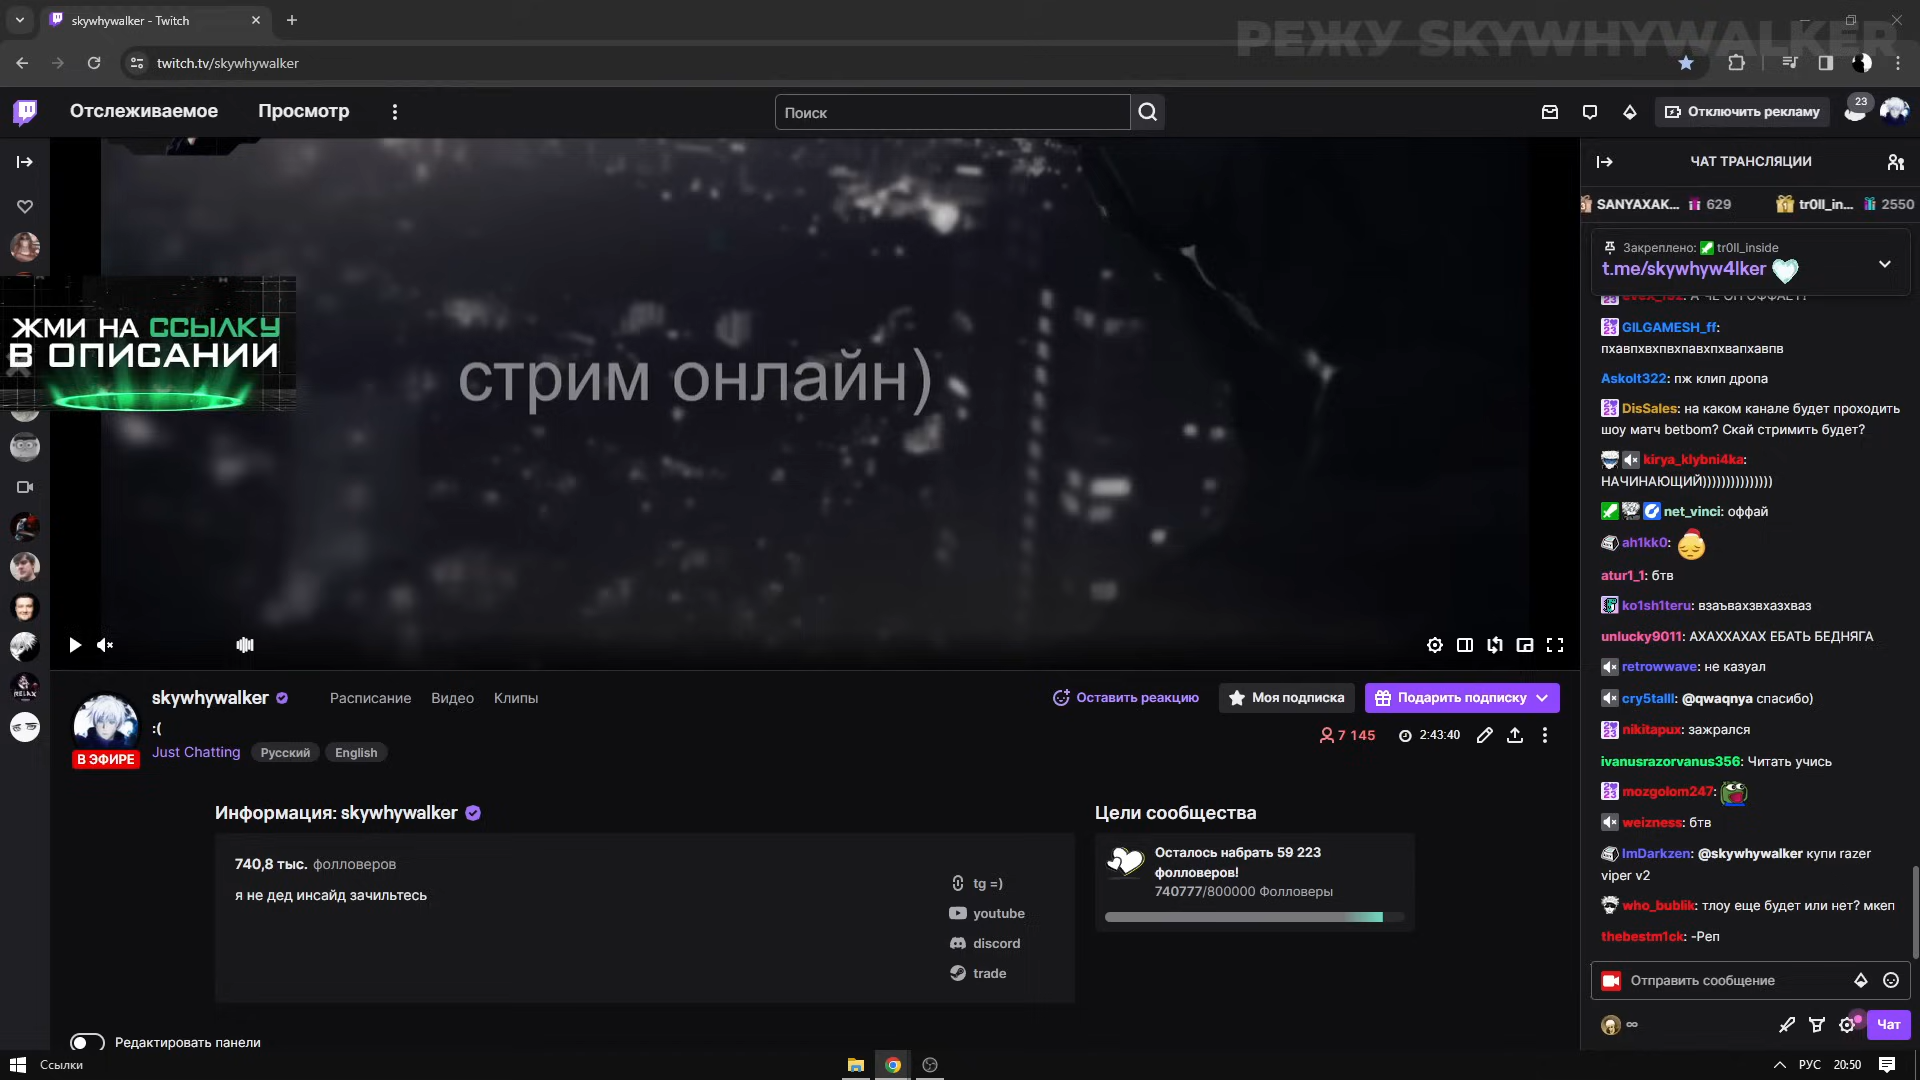 skywhywalker - Twitch
РЕЖУ SKYWHYWALKER
twitch.tv/skywhywalker
Отслеживаемое
Просмотр
Поиск
Отключить рекламу
23
ЧАТ ТРАНСЛЯЦИИ
SANYAXAK... 629
tr0ll_in... 2550
Закреплено: tr0ll_inside
t.me/skywhyw4lker
GILGAMESH_ff:
пхавпхвхпвхпавхпхвапхавпв
Askolt322: пж клип дропа
DisSales: на каком канале будет проходить
шоу матч betbom? Скай стримить будет?
kirya_klybni4ka:
НАЧИНАЮЩИЙ)))))))))))))))
net_vinci: оффай
ah1kk0:
atur1_1: бтв
ko1sh1teru: взаъвахзвхазхваз
unlucky9011: АХАХХАХАХ ЕБАТЬ БЕДНЯГА
retrowwave: не казуал
cry5talll: @qwaqnya спасибо)
nikitapux: зажрался
ivanusrazorvanus356: Читать учись
mozgolom247:
weizness: бтв
ImDarkzen: @skywhywalker купи razer
viper v2
who_bublik: тлоу еще будет или нет? мкеп
thebestm1ck: -Реп
Отправить сообщение
Чат
ЖМИ НА ССЫЛКУ
В ОПИСАНИИ
стрим онлайн)
skywhywalker
Расписание
Видео
Клипы
Оставить реакцию
Моя подписка
Подарить подписку
:(
Just Chatting
Русский
English
В ЭФИРЕ
7 145
2:43:40
Информация: skywhywalker
740,8 тыс. фолловеров
я не дед инсайд зачильтесь
tg =)
youtube
discord
trade
Цели сообщества
Осталось набрать 59 223
фолловеров!
740777/800000 Фолловеры
Редактировать панели
Ссылки
РУС
20:50